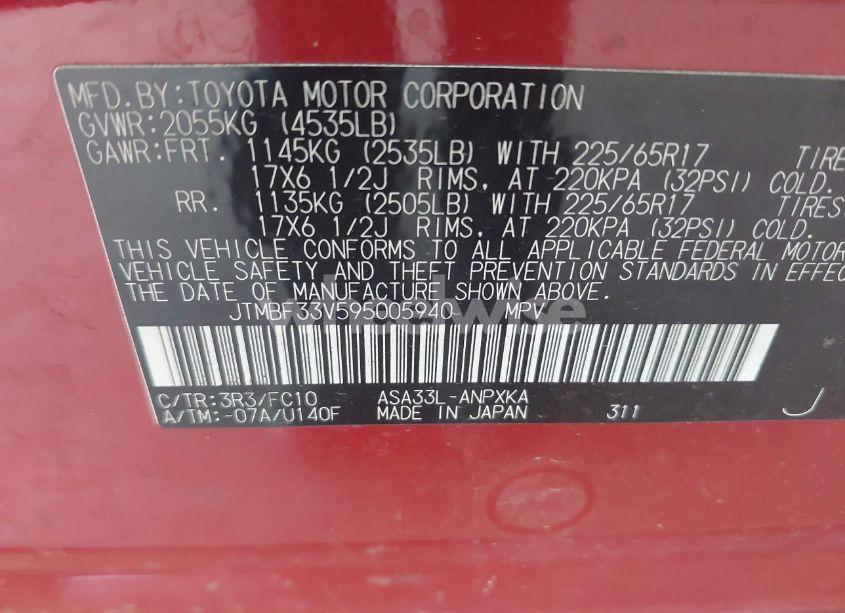 MFD.BY:TOYOTA MOTOR CORPORATION
GVWR:2055KG (4535LB)
GAWR:FRT. 1145KG (2535LB) WITH 225/65R17 TIRES
17X6 1/2J RIMS, AT 220KPA (32PSI) COLD.
RR. 1135KG (2505LB) WITH 225/65R17 TIRES
17X6 1/2J RIMS, AT 220KPA (32PSI) COLD.
THIS VEHICLE CONFORMS TO ALL APPLICABLE FEDERAL MOTOR
VEHICLE SAFETY AND THEFT PREVENTION STANDARDS IN EFFEC
THE DATE OF MANUFACTURE SHOWN ABOVE.
JTMBF33V595005940 MPV
C/TR:3R3/FC10 ASA33L-ANPXKA
A/TM:-07A/U140F MADE IN JAPAN 311 J